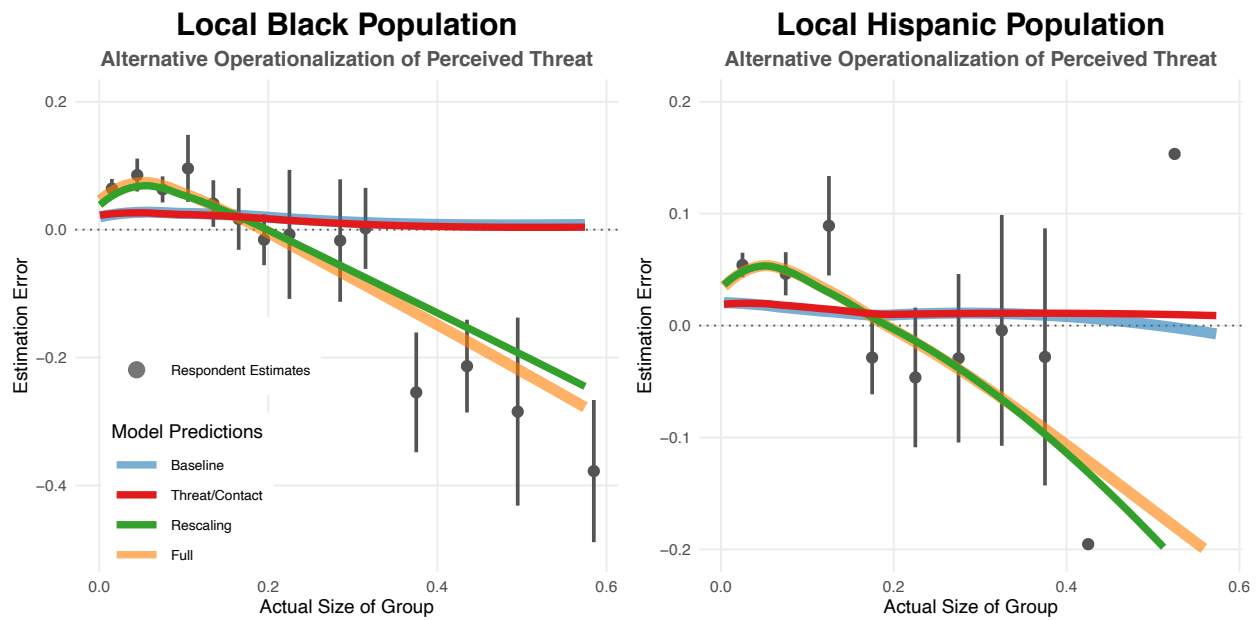 Local Black Population
Alternative Operationalization of Perceived Threat
0.2
0.0
−0.2
−0.4
Estimation Error
Respondent Estimates
Model Predictions
Baseline
Threat/Contact
Rescaling
Full
0.0
0.2
0.4
0.6
Actual Size of Group
Local Hispanic Population
Alternative Operationalization of Perceived Threat
0.2
0.1
0.0
−0.1
−0.2
Estimation Error
0.0
0.2
0.4
0.6
Actual Size of Group